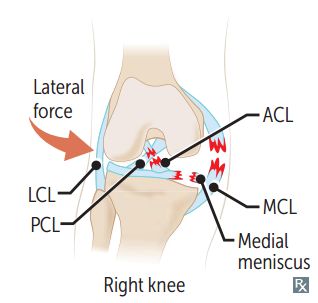 Lateral
force
ACL
LCL
PCL
MCL
Medial
meniscus
Right knee
Rx